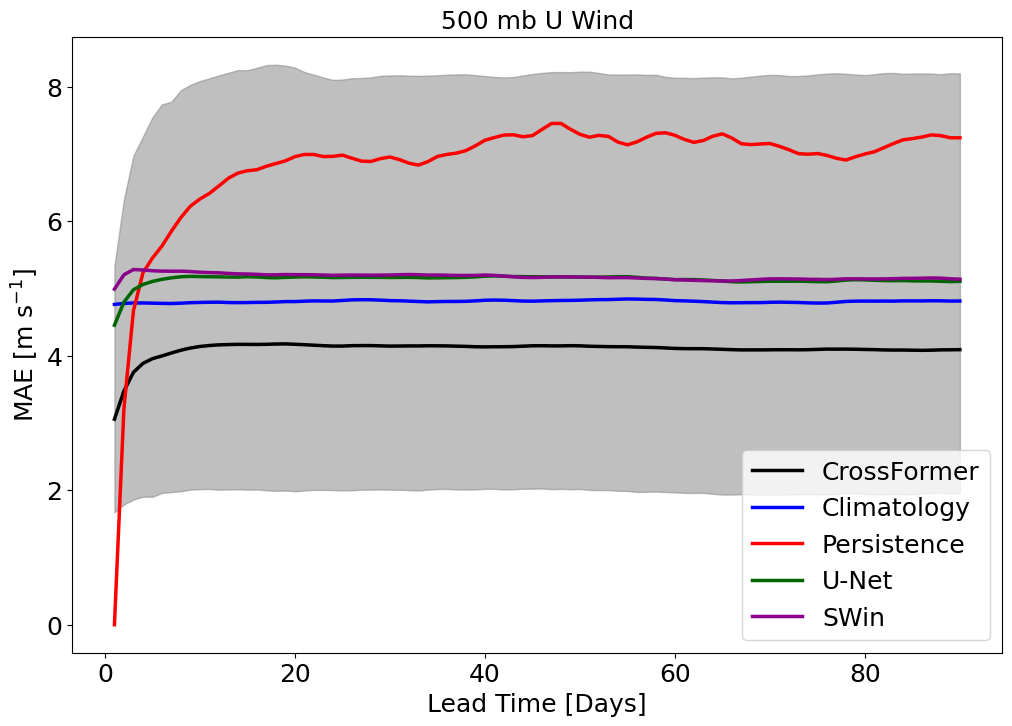 500 mb U Wind
MAE [m s⁻¹]
8
6
4
2
0
0 20 40 60 80
Lead Time [Days]
CrossFormer
Climatology
Persistence
U-Net
SWin